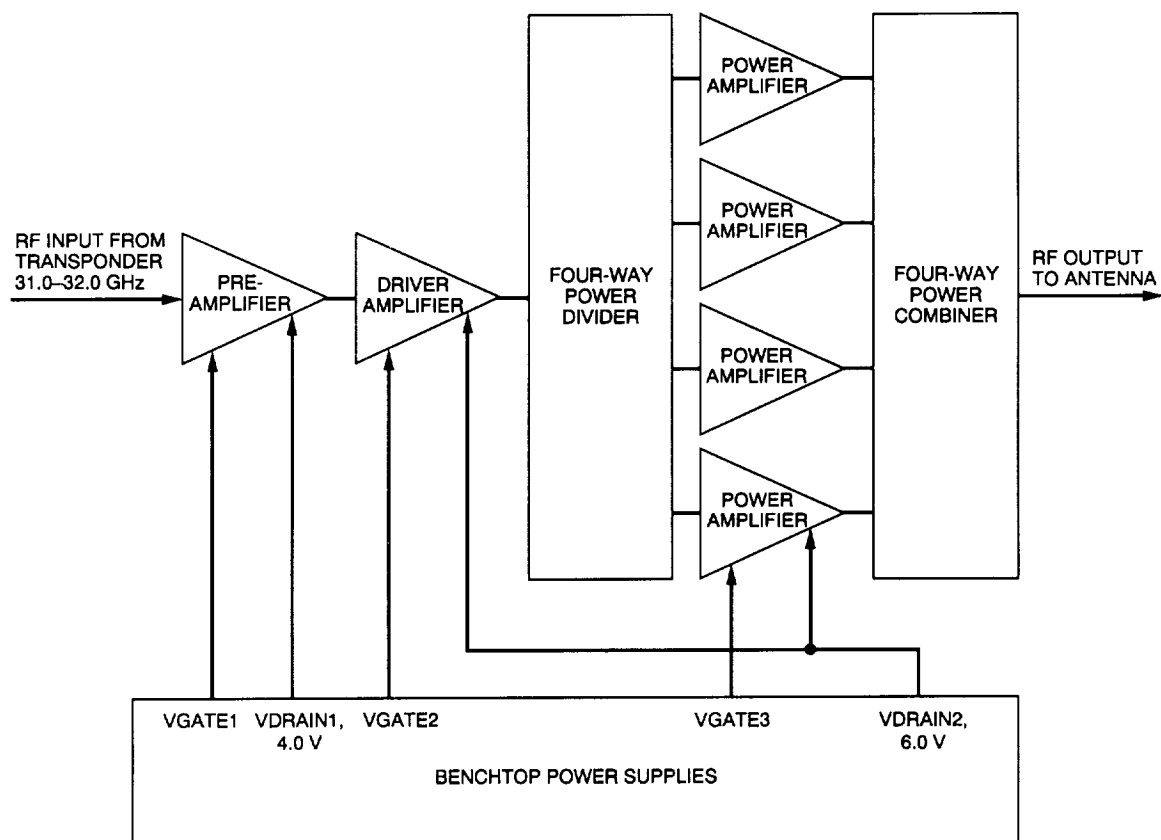 RF INPUT FROM
TRANSPONDER
31.0–32.0 GHz
PRE-
AMPLIFIER
DRIVER
AMPLIFIER
FOUR-WAY
POWER
DIVIDER
POWER
AMPLIFIER
POWER
AMPLIFIER
POWER
AMPLIFIER
POWER
AMPLIFIER
FOUR-WAY
POWER
COMBINER
RF OUTPUT
TO ANTENNA
VGATE1
VDRAIN1,
4.0 V
VGATE2
VGATE3
VDRAIN2,
6.0 V
BENCHTOP POWER SUPPLIES